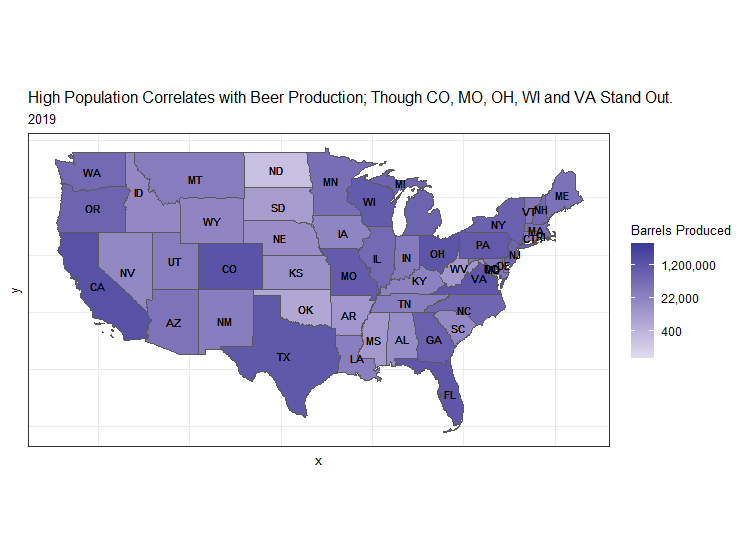 High Population Correlates with Beer Production; Though CO, MO, OH, WI and VA Stand Out.
2019
WA
MT
ND
MN
MI
ME
OR
ID
SD
WI
VT
NH
NY
MA
WY
IA
CT
RI
NE
PA
NJ
CA
NV
UT
CO
IL
IN
OH
DE
KS
MO
WV
VA
KY
AZ
NM
OK
AR
TN
NC
SC
TX
LA
MS
AL
GA
FL
Barrels Produced
1,200,000
22,000
400
y
x